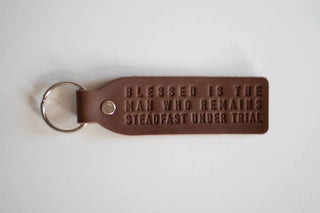 BLESSED IS THE
MAN WHO REMAINS
STEADFAST UNDER TRIAL